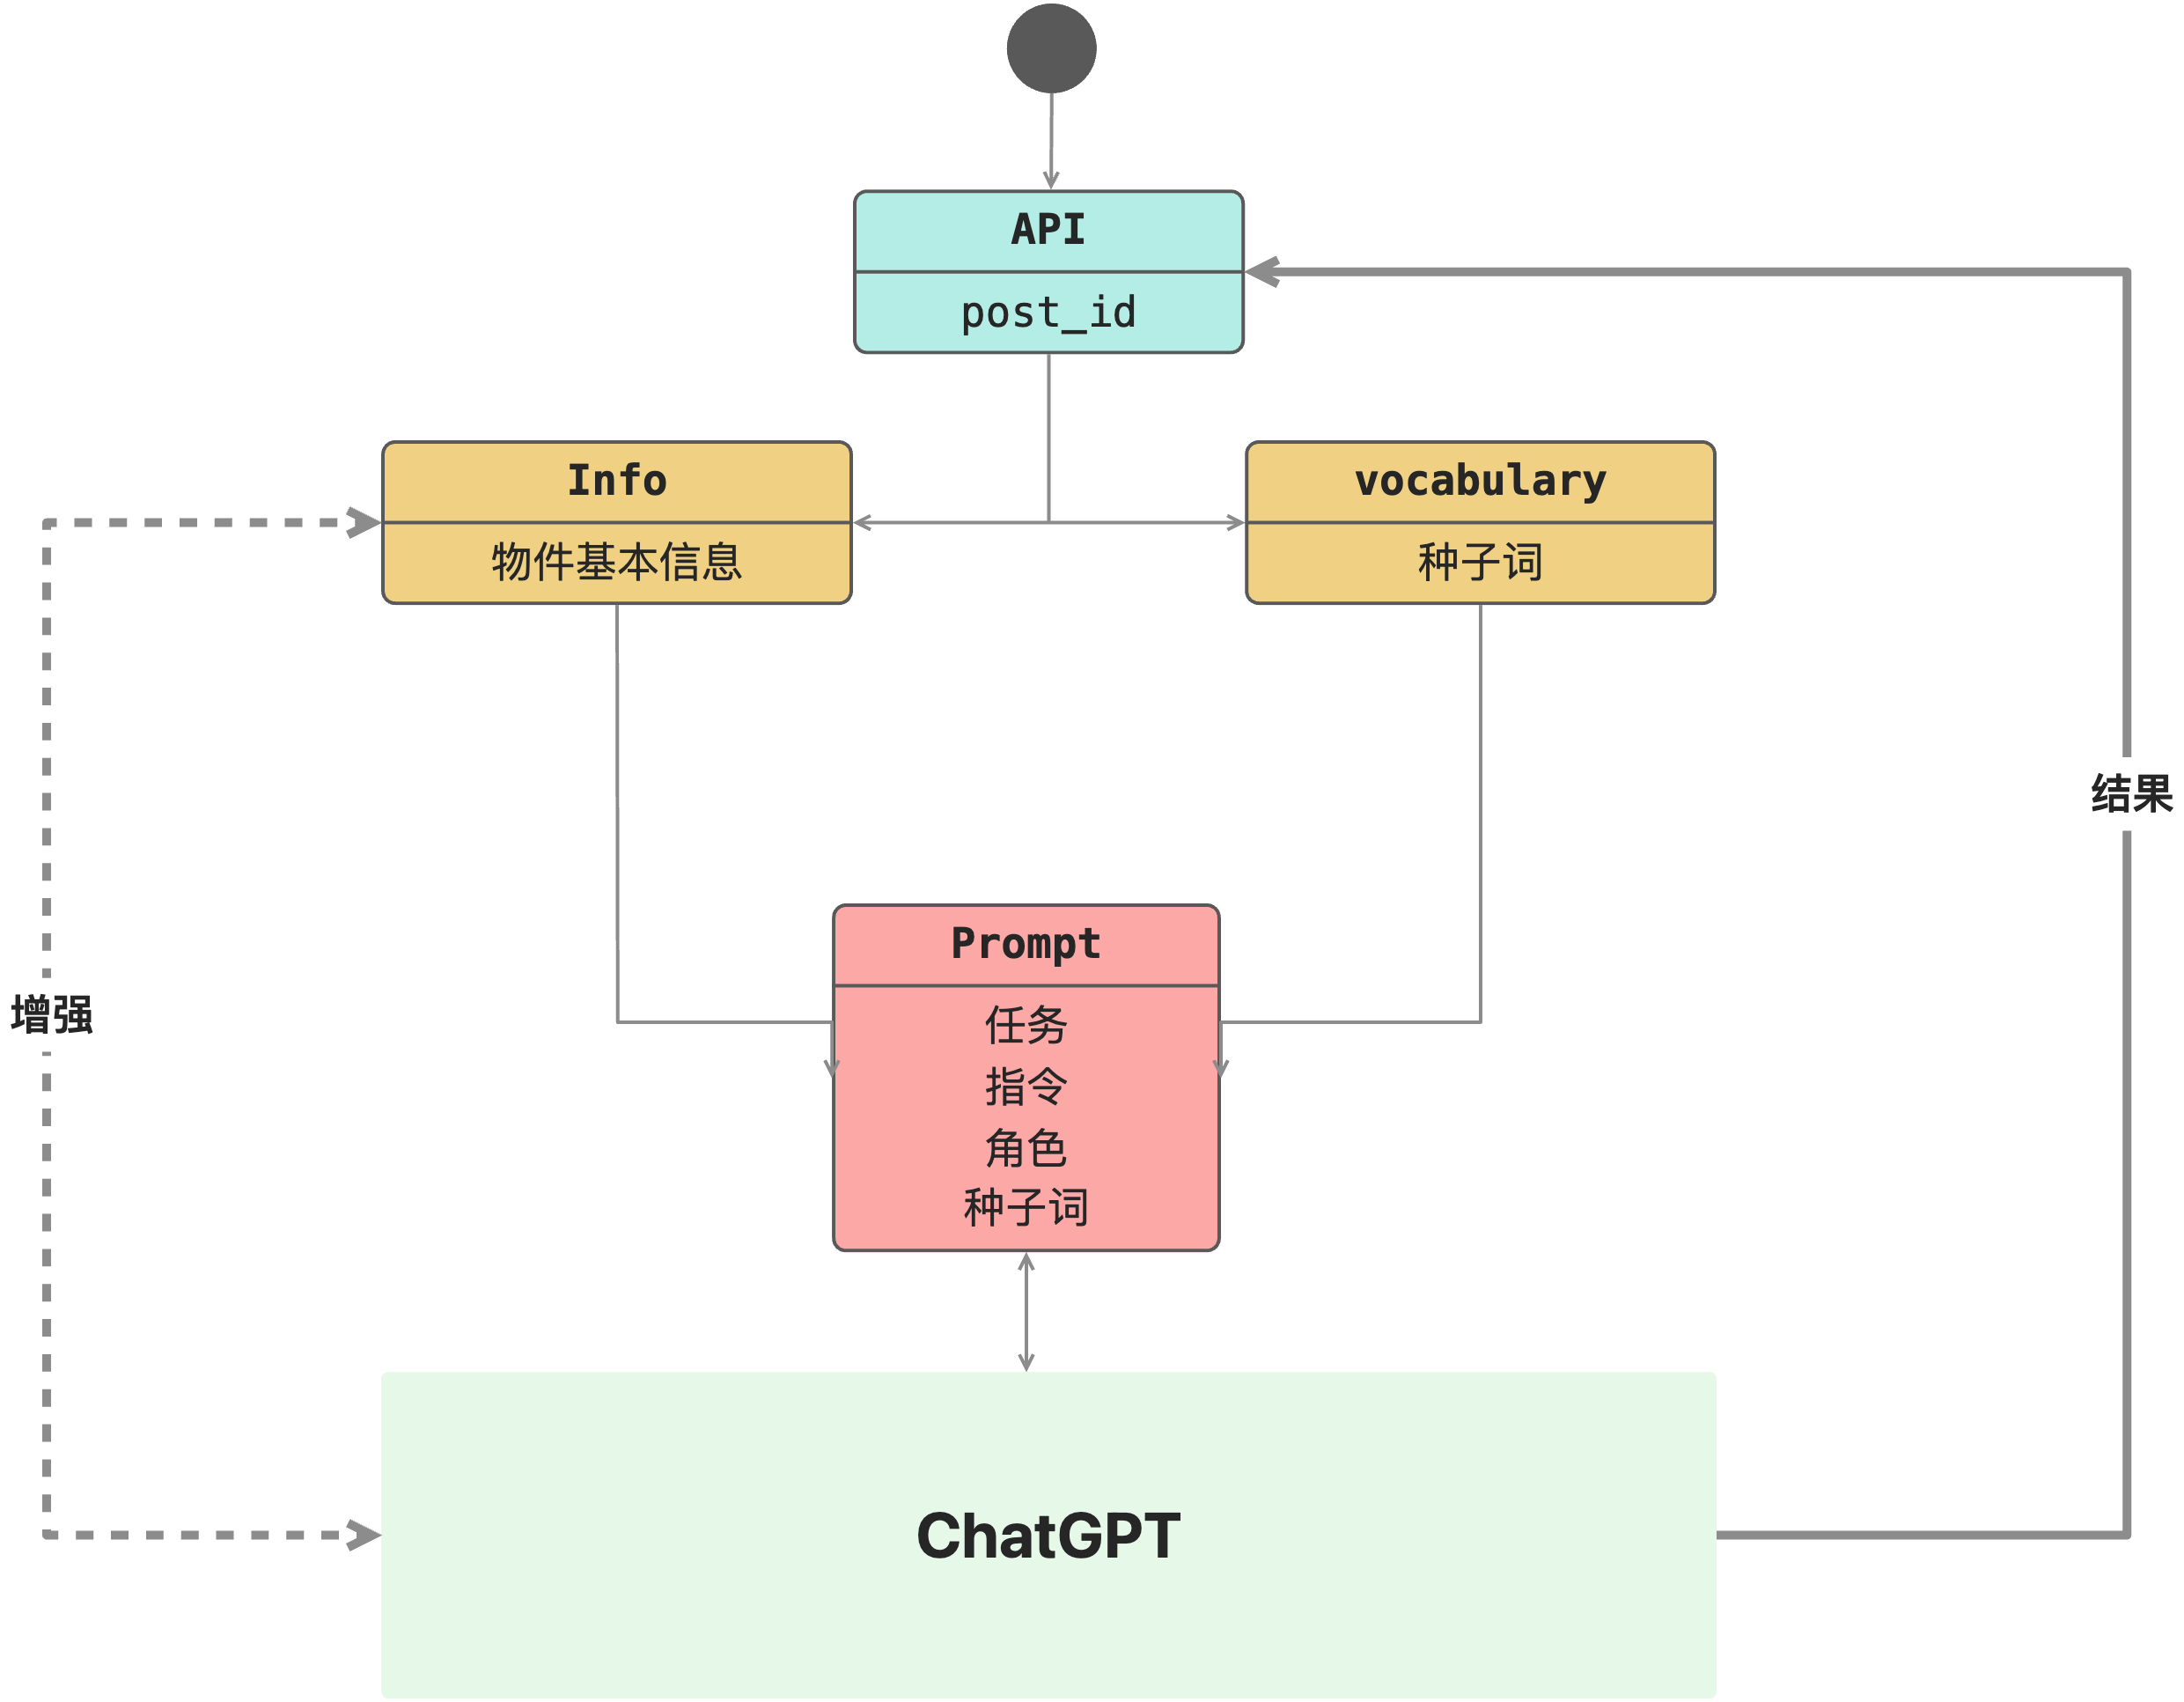 API
post_id
Info
物件基本信息
vocabulary
种子词
结果
Prompt
增强
任务
指令
角色
种子词
ChatGPT